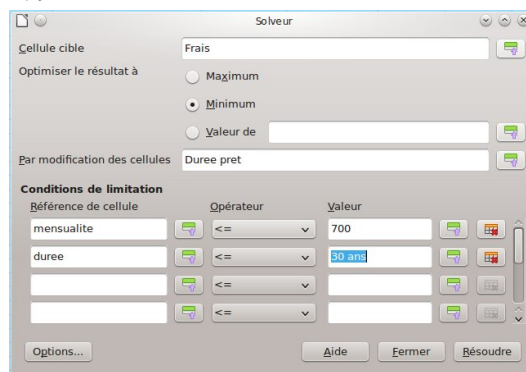 Solveur
Cellule cible Frais
Optimiser le résultat à Maximum
Minimum
Valeur de
Par modification des cellules Duree pret
Conditions de limitation
Référence de cellule Opérateur Valeur
mensualite <= 700
duree <= 30 ans
<=
<=
Options... Aide Fermer Résoudre